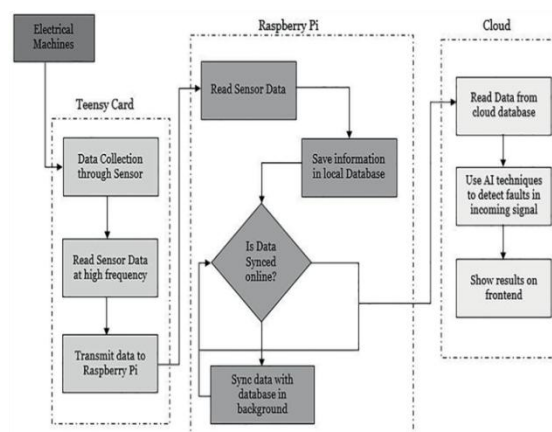 Electrical
Machines
Teensy Card
Data Collection
through Sensor
Read Sensor Data
at high frequency
Transmit data to
Raspberry Pi
Raspberry Pi
Read Sensor Data
Save information
in local Database
Is Data
Synced
online?
Sync data with
database in
background
Cloud
Read Data from
cloud database
Use AI techniques
to detect faults in
incoming signal
Show results on
frontend